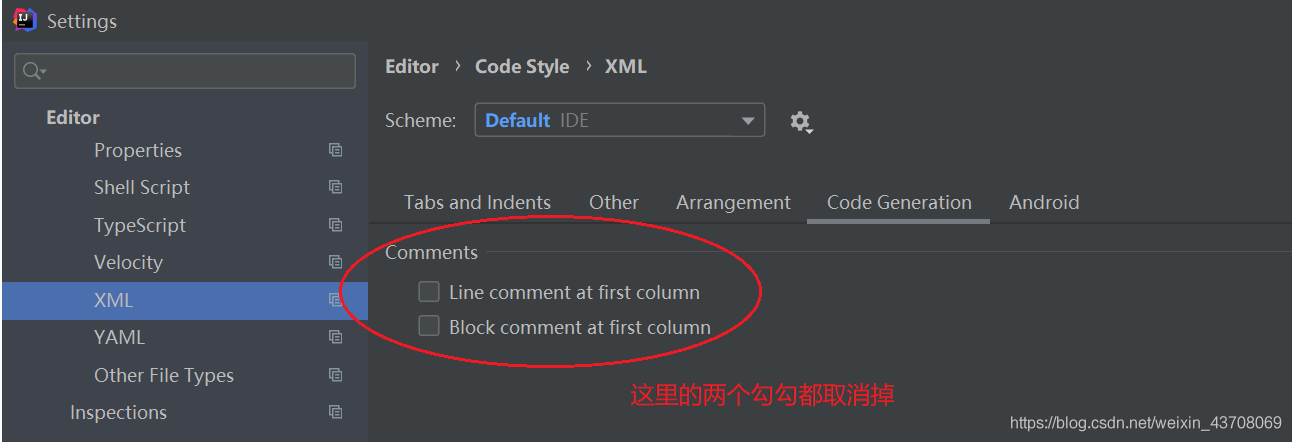 Settings
Editor
Properties
Shell Script
TypeScript
Velocity
XML
YAML
Other File Types
Inspections
Editor › Code Style › XML
Scheme: Default IDE
Tabs and Indents Other Arrangement Code Generation Android
Comments
Line comment at first column
Block comment at first column
这里的两个勾勾都取消掉
https://blog.csdn.net/weixin_43708069